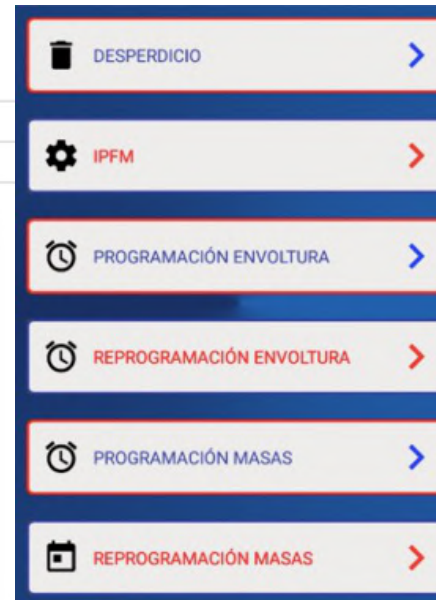 DESPERDICIO
IPFM
PROGRAMACIÓN ENVOLTURA
REPROGRAMACIÓN ENVOLTURA
PROGRAMACIÓN MASAS
REPROGRAMACIÓN MASAS